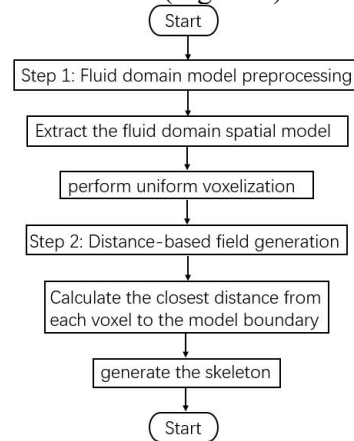 Start
Step 1: Fluid domain model preprocessing
Extract the fluid domain spatial model
perform uniform voxelization
Step 2: Distance-based field generation
Calculate the closest distance from
each voxel to the model boundary
generate the skeleton
Start